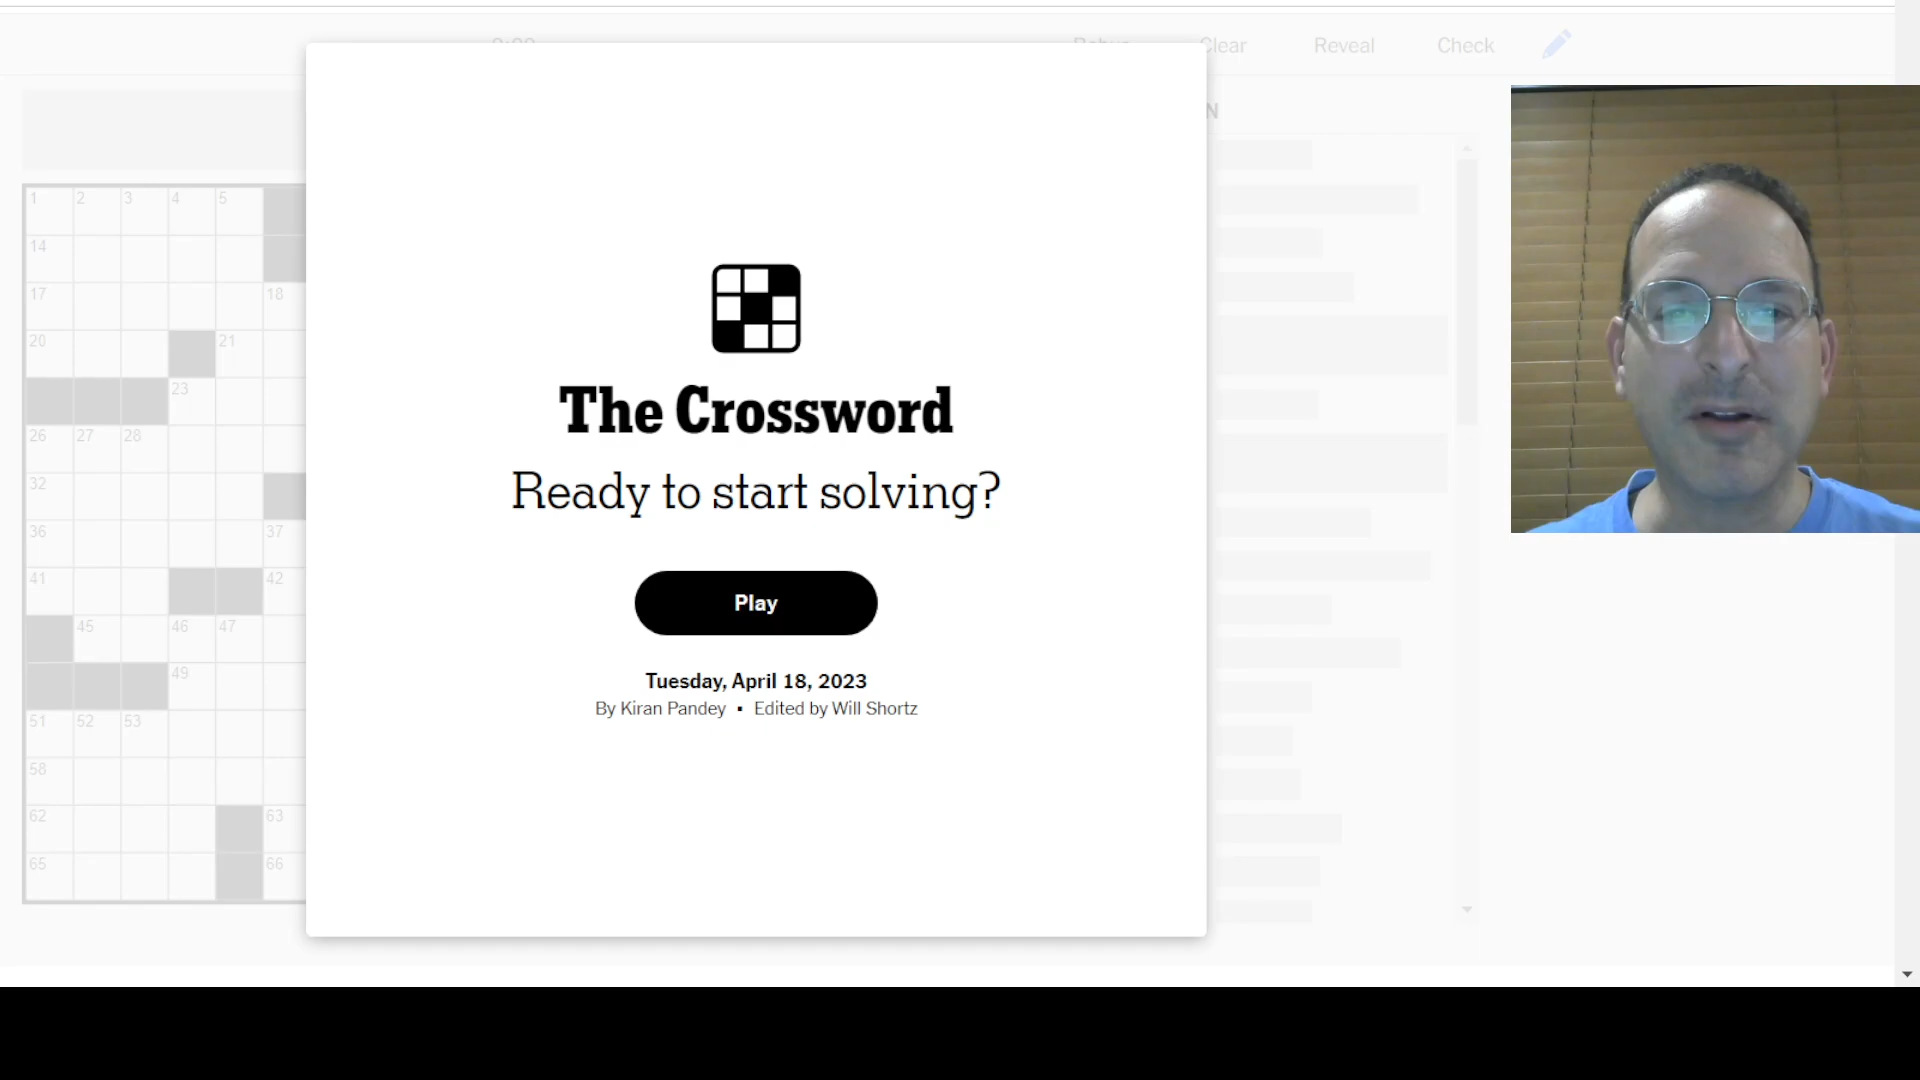 Clear
Reveal
Check
N
1 2 3 4 5
14
17 18
20 21
23
26 27 28
32
36 37
41 42
45 46 47
49
51 52 53
58
62 63
65 66
The Crossword
Ready to start solving?
Play
Tuesday, April 18, 2023
By Kiran Pandey ▪ Edited by Will Shortz